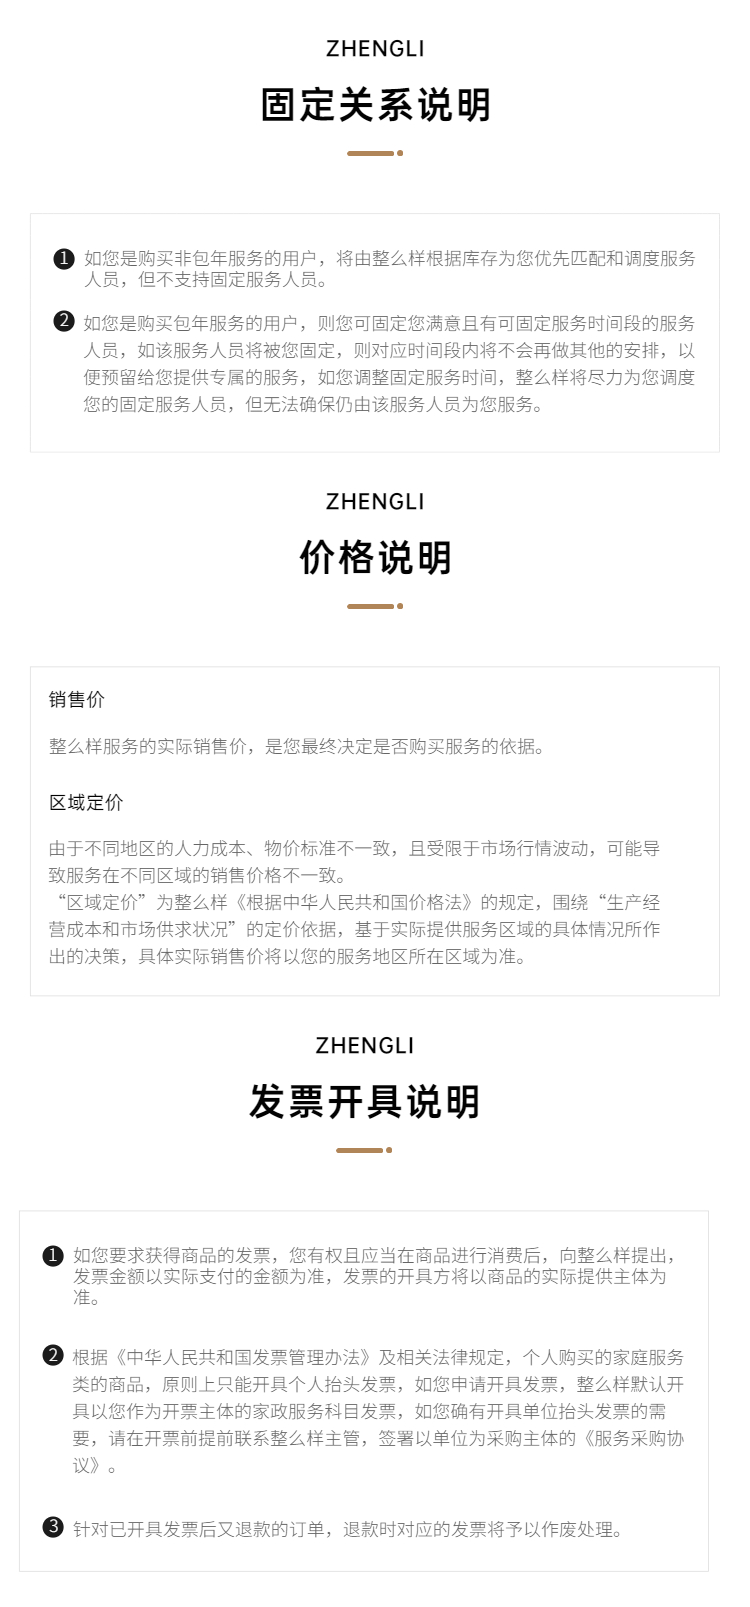 ZHENGLI
固定关系说明
1 如您是购买非包年服务的用户，将由整么样根据库存为您优先匹配和调度服务
人员，但不支持固定服务人员。
2 如您是购买包年服务的用户，则您可固定您满意且有可固定服务时间段的服务
人员，如该服务人员将被您固定，则对应时间段内将不会再做其他的安排，以
便预留给您提供专属的服务，如您调整固定服务时间，整么样将尽力为您调度
您的固定服务人员，但无法确保仍由该服务人员为您服务。
ZHENGLI
价格说明
销售价
整么样服务的实际销售价，是您最终决定是否购买服务的依据。
区域定价
由于不同地区的人力成本、物价标准不一致，且受限于市场行情波动，可能导
致服务在不同区域的销售价格不一致。
“区域定价”为整么样《根据中华人民共和国价格法》的规定，围绕“生产经
营成本和市场供求状况”的定价依据，基于实际提供服务区域的具体情况所作
出的决策，具体实际销售价将以您的服务地区所在区域为准。
ZHENGLI
发票开具说明
1 如您要求获得商品的发票，您有权且应当在商品进行消费后，向整么样提出，
发票金额以实际支付的金额为准，发票的开具方将以商品的实际提供主体为
准。
2 根据《中华人民共和国发票管理办法》及相关法律规定，个人购买的家庭服务
类的商品，原则上只能开具个人抬头发票，如您申请开具发票，整么样默认开
具以您作为开票主体的家政服务科目发票，如您确有开具单位抬头发票的需
要，请在开票前提前联系整么样主管，签署以单位为采购主体的《服务采购协
议》。
3 针对已开具发票后又退款的订单，退款时对应的发票将予以作废处理。